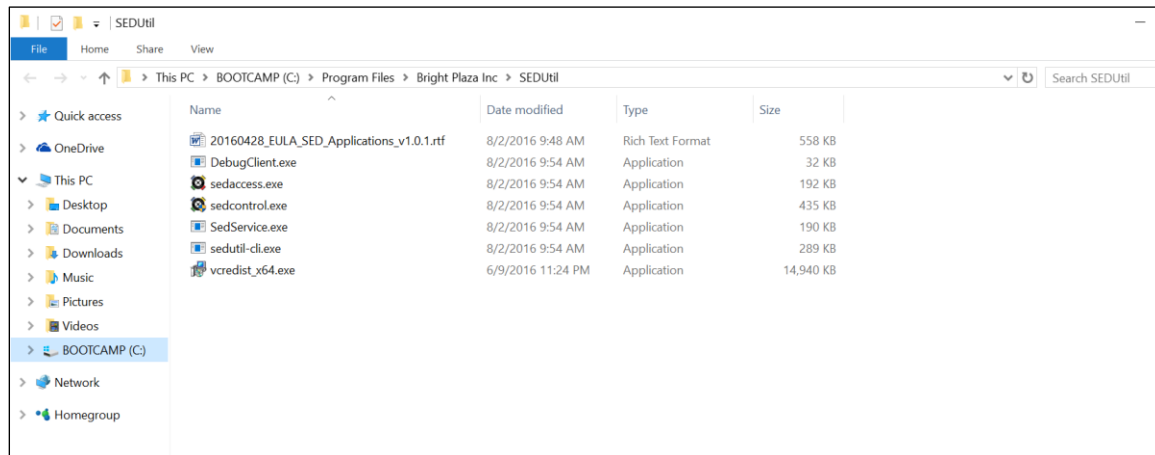 SEDUtil
File Home Share View
This PC > BOOTCAMP (C:) > Program Files > Bright Plaza Inc > SEDUtil Search SEDUtil
Name Date modified Type Size
Quick access
20160428_EULA_SED_Applications_v1.0.1.rtf 8/2/2016 9:48 AM Rich Text Format 558 KB
OneDrive
DebugClient.exe 8/2/2016 9:54 AM Application 32 KB
This PC
sedaccess.exe 8/2/2016 9:54 AM Application 192 KB
Desktop
sedcontrol.exe 8/2/2016 9:54 AM Application 435 KB
Documents
SedService.exe 8/2/2016 9:54 AM Application 190 KB
Downloads
sedutil-cli.exe 8/2/2016 9:54 AM Application 289 KB
Music
vcredist_x64.exe 6/9/2016 11:24 PM Application 14,940 KB
Pictures
Videos
BOOTCAMP (C:)
Network
Homegroup